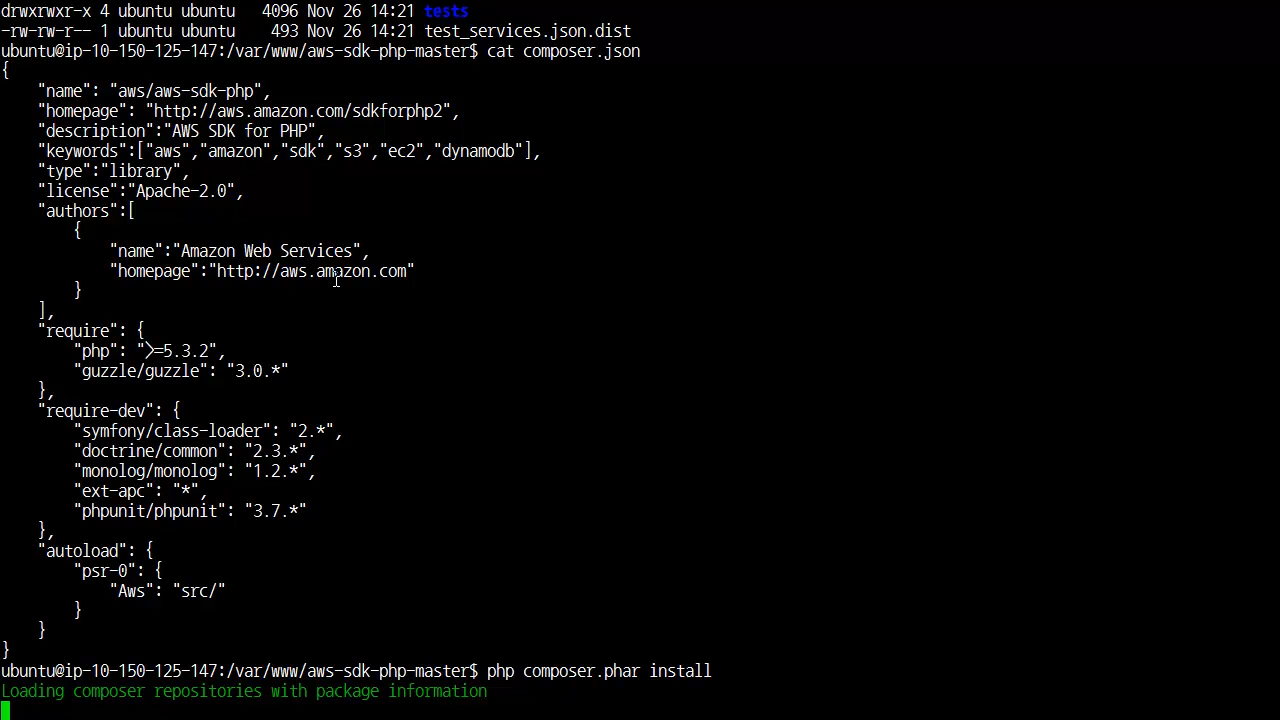 drwxrwxr-x 4 ubuntu ubuntu   4096 Nov 26 14:21 tests
-rw-rw-r-- 1 ubuntu ubuntu    493 Nov 26 14:21 test_services.json.dist
ubuntu@ip-10-150-125-147:/var/www/aws-sdk-php-master$ cat composer.json
{
    "name": "aws/aws-sdk-php",
    "homepage": "http://aws.amazon.com/sdkforphp2",
    "description":"AWS SDK for PHP",
    "keywords":["aws","amazon","sdk","s3","ec2","dynamodb"],
    "type":"library",
    "license":"Apache-2.0",
    "authors":[
        {
            "name":"Amazon Web Services",
            "homepage":"http://aws.amazon.com"
        }
    ],
    "require": {
        "php": ">=5.3.2",
        "guzzle/guzzle": "3.0.*"
    },
    "require-dev": {
        "symfony/class-loader": "2.*",
        "doctrine/common": "2.3.*",
        "monolog/monolog": "1.2.*",
        "ext-apc": "*",
        "phpunit/phpunit": "3.7.*"
    },
    "autoload": {
        "psr-0": {
            "Aws": "src/"
        }
    }
}
ubuntu@ip-10-150-125-147:/var/www/aws-sdk-php-master$ php composer.phar install
Loading composer repositories with package information